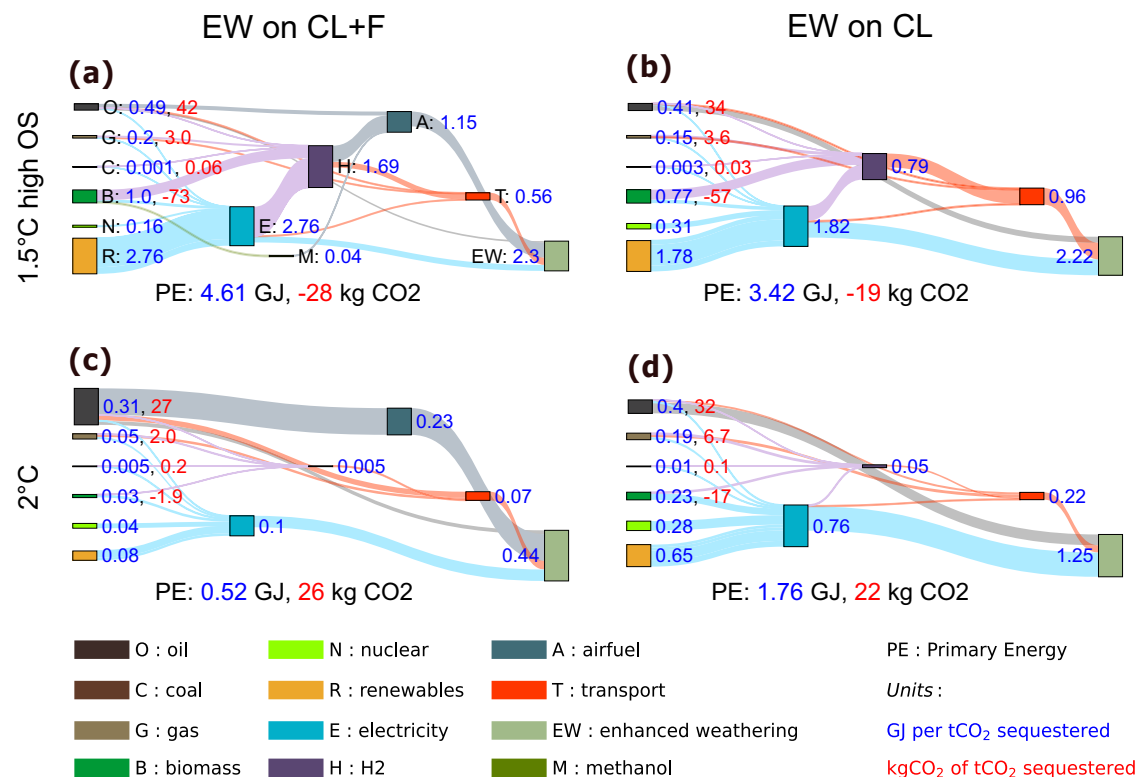 EW on CL+F
EW on CL
1.5°C high OS
2°C
(a)
O: 0.49, 42
G: 0.2, 3.0
C: 0.001, 0.06
B: 1.0, -73
N: 0.16
R: 2.76
A: 1.15
H: 1.69
T: 0.56
E: 2.76
M: 0.04
EW: 2.3
PE: 4.61 GJ, -28 kg CO2
(b)
0.41, 34
0.15, 3.6
0.003, 0.03
0.77, -57
0.31
1.78
0.79
0.96
1.82
2.22
PE: 3.42 GJ, -19 kg CO2
(c)
0.31, 27
0.05, 2.0
0.005, 0.2
0.03, -1.9
0.04
0.08
0.23
0.005
0.07
0.1
0.44
PE: 0.52 GJ, 26 kg CO2
(d)
0.4, 32
0.19, 6.7
0.01, 0.1
0.23, -17
0.28
0.65
0.05
0.22
0.76
1.25
PE: 1.76 GJ, 22 kg CO2
O : oil
C : coal
G : gas
B : biomass
N : nuclear
R : renewables
E : electricity
H : H2
A : airfuel
T : transport
EW : enhanced weathering
M : methanol
PE : Primary Energy
Units :
GJ per tCO₂ sequestered
kgCO₂ of tCO₂ sequestered